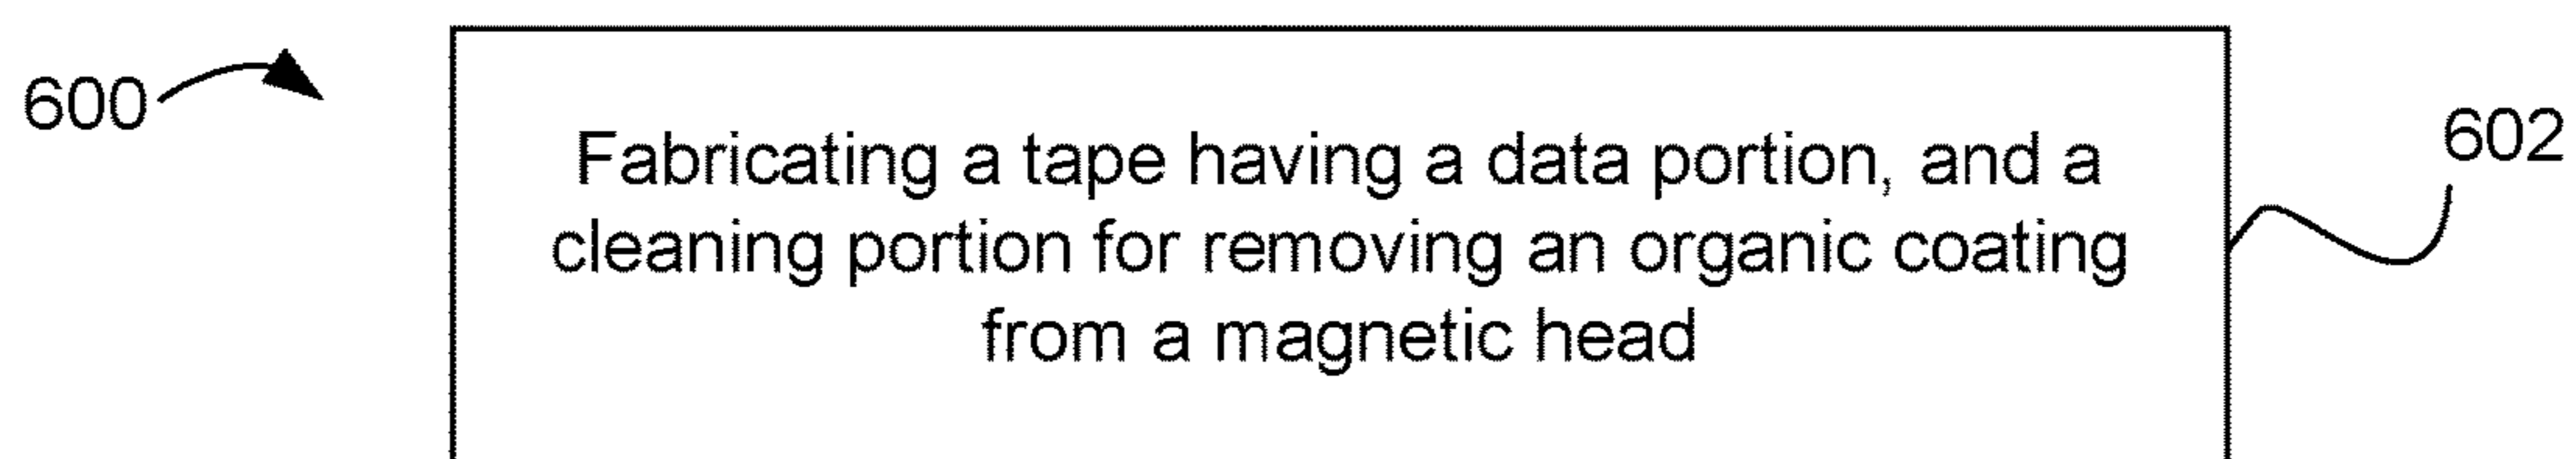 600
Fabricating a tape having a data portion, and a
cleaning portion for removing an organic coating
from a magnetic head
602